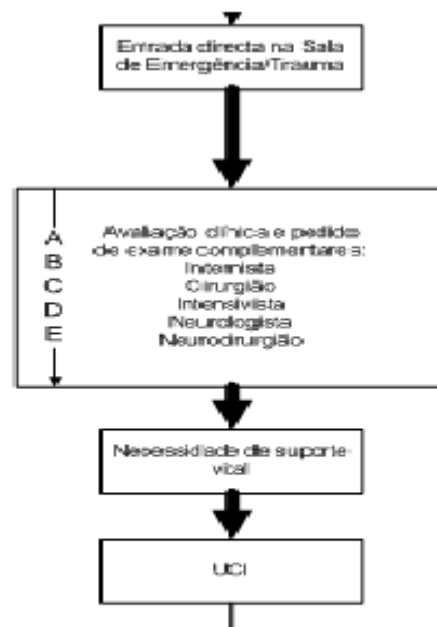 Entrada directa na Sala
de Emergência/Trauma
A
B
C
D
E
Avaliação clínica e pedido
de exame complementares:
Internista
Cirurgião
Intensivista
Neurologista
Neurocirurgião
Necessidade de suporte
vital
UCI